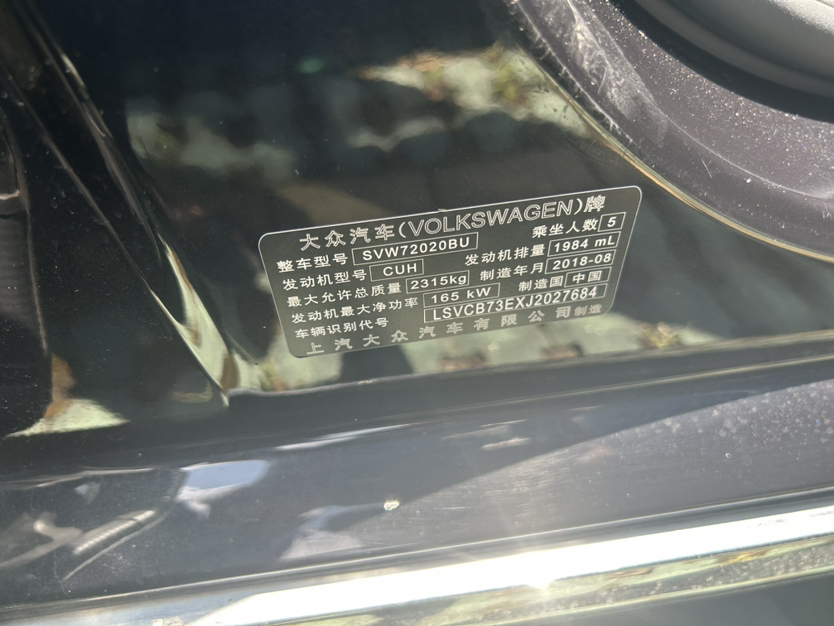 大众汽车(VOLKSWAGEN)牌
整车型号 SVW72020BU 乘坐人数 5
发动机型号 CUH 发动机排量 1984 mL
最大允许总质量 2315kg 制造年月 2018-08
发动机最大净功率 165 kW 制造国 中国
车辆识别代号 LSVCB73EXJ2027684
上汽大众汽车有限公司制造